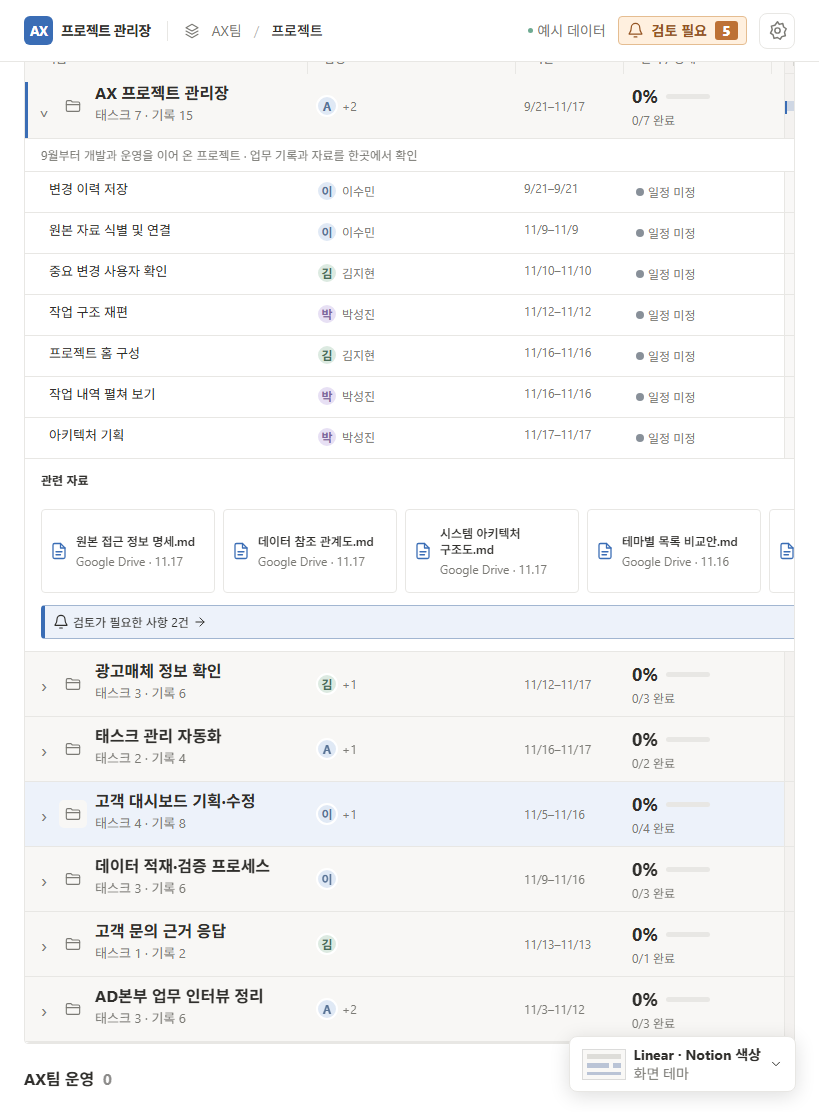 AX 프로젝트 관리장 AX팀 / 프로젝트 예시 데이터 검토 필요 5
AX 프로젝트 관리장
태스크 7 · 기록 15
A +2
9/21–11/17
0%
0/7 완료
9월부터 개발과 운영을 이어 온 프로젝트 · 업무 기록과 자료를 한곳에서 확인
변경 이력 저장 이 이수민 9/21–9/21 일정 미정
원본 자료 식별 및 연결 이 이수민 11/9–11/9 일정 미정
중요 변경 사용자 확인 김 김지현 11/10–11/10 일정 미정
작업 구조 재편 박 박성진 11/12–11/12 일정 미정
프로젝트 홈 구성 김 김지현 11/16–11/16 일정 미정
작업 내역 펼쳐 보기 박 박성진 11/16–11/16 일정 미정
아키텍처 기획 박 박성진 11/17–11/17 일정 미정
관련 자료
원본 접근 정보 명세.md
Google Drive · 11.17
데이터 참조 관계도.md
Google Drive · 11.17
시스템 아키텍처
구조도.md
Google Drive · 11.17
테마별 목록 비교안.md
Google Drive · 11.16
검토가 필요한 사항 2건 →
광고매체 정보 확인
태스크 3 · 기록 6
김 +1
11/12–11/17
0%
0/3 완료
태스크 관리 자동화
태스크 2 · 기록 4
A +1
11/16–11/17
0%
0/2 완료
고객 대시보드 기획·수정
태스크 4 · 기록 8
이 +1
11/5–11/16
0%
0/4 완료
데이터 적재·검증 프로세스
태스크 3 · 기록 6
이
11/9–11/16
0%
0/3 완료
고객 문의 근거 응답
태스크 1 · 기록 2
김
11/13–11/13
0%
0/1 완료
AD본부 업무 인터뷰 정리
태스크 3 · 기록 6
A +2
11/3–11/12
0%
0/3 완료
AX팀 운영 0
Linear · Notion 색상
화면 테마